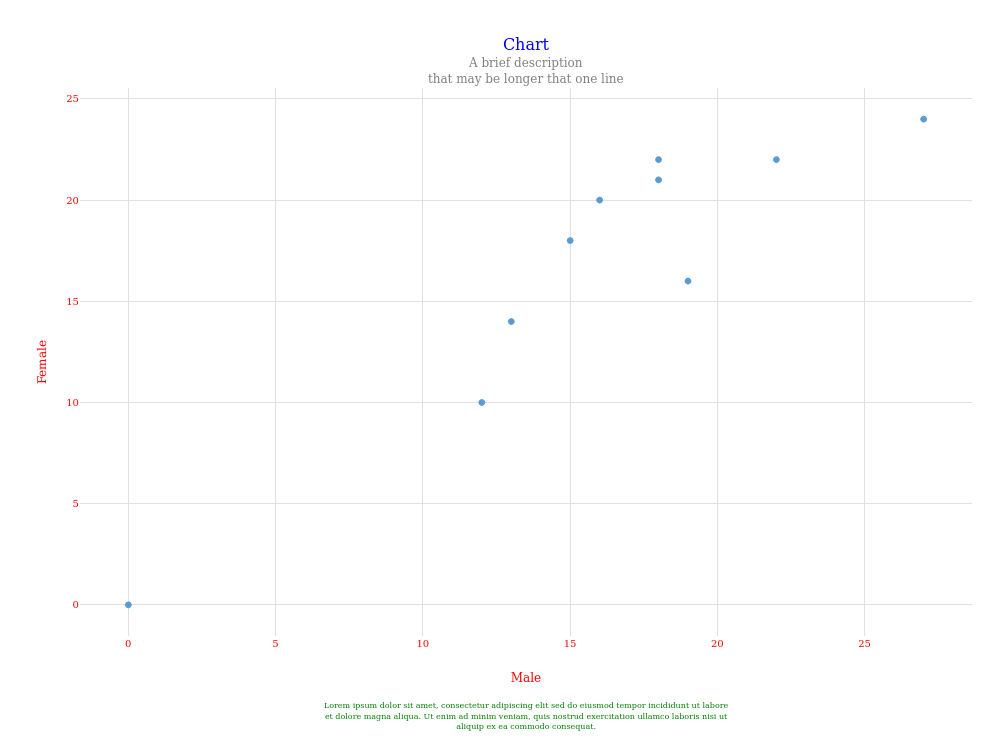 Chart
A brief description
that may be longer that one line
25
20
15
10
5
0
Female
0 5 10 15 20 25
Male
Lorem ipsum dolor sit amet, consectetur adipiscing elit sed do eiusmod tempor incididunt ut labore
et dolore magna aliqua. Ut enim ad minim veniam, quis nostrud exercitation ullamco laboris nisi ut
aliquip ex ea commodo consequat.